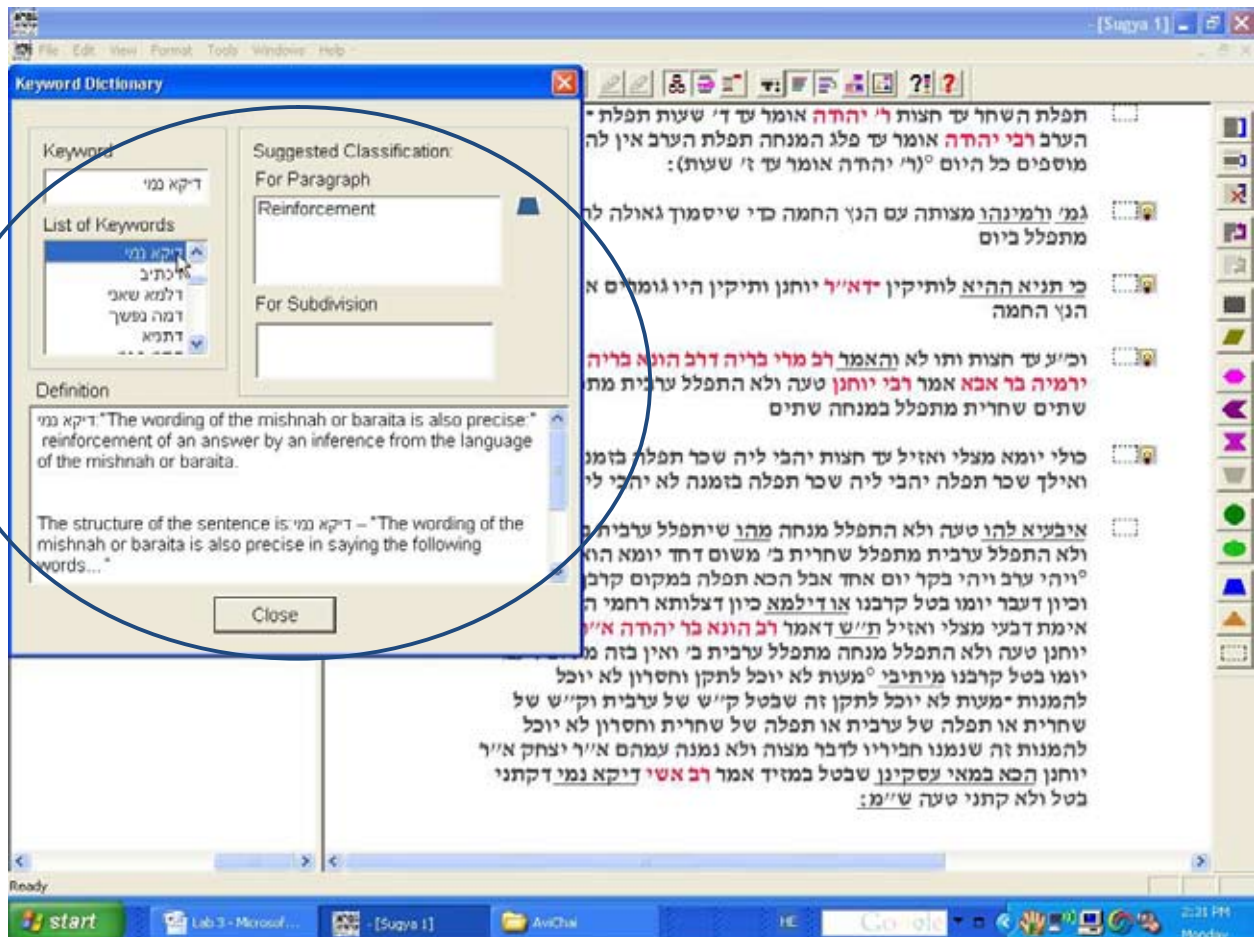 - [Sugya 1]
File Edit View Format Tools Windows Help
Keyword Dictionary
Keyword
דיקא נמי
List of Keywords
דיקא נמי
דכתיב
דלמא שאני
דמה נפשך
דתניא
Suggested Classification:
For Paragraph
Reinforcement
For Subdivision
Definition
דיקא נמי:"The wording of the mishnah or baraita is also precise:"
reinforcement of an answer by an inference from the language
of the mishnah or baraita.
The structure of the sentence is: דיקא נמי – "The wording of the
mishnah or baraita is also precise in saying the following
words..."
Close
תפלת השחר עד חצות ר' יהודה אומר עד ד' שעות תפלת
הערב רבי יהודה אומר עד פלג המנחה תפלת הערב אין לה
מוספים כל היום °(ר' יהודה אומר עד ז' שעות):
גמ' ורמינהו מצותה עם הנץ החמה כדי שיסמוך גאולה
מתפלל ביום
כי תניא ההיא לותיקין דא"ר יוחנן ותיקין היו גומרים
הנץ החמה
וכ"ע עד חצות ותו לא והאמר רב מרי בריה דרב הונא בריה
ירמיה בר אבא אמר רבי יוחנן טעה ולא התפלל ערבית
שתים שחרית מתפלל במנחה שתים
כולי יומא מצלי ואזיל עד חצות יהבי ליה שכר תפלה
ואילך שכר תפלה יהבי ליה שכר תפלה בזמנה לא יהבי
איבעיא להו טעה ולא התפלל מנחה מהו שיתפלל ערבית
ולא התפלל ערבית מתפלל שחרית ב' משום דחד יומא הוא
°ויהי ערב ויהי בקר יום אחד אבל הכא תפלה במקום קרבן
וכיון דעבר יומו בטל קרבנו או דילמא כיון דצלותא רחמי
אימת דבעי מצלי ואזיל ת"ש דאמר רב הונא בר יהודה
יוחנן טעה ולא התפלל מנחה מתפלל ערבית ב' ואין בזה
יומו בטל קרבנו מיתיבי °מעות לא יוכל לתקן וחסרון לא יוכל
להמנות מעות לא יוכל לתקן זה שבטל ק"ש של ערבית וק"ש של
שחרית או תפלה של ערבית או תפלה של שחרית וחסרון לא יוכל
להמנות זה שנמנו חביריו לדבר מצוה ולא נמנה עמהם א"ר יצחק א"ר
יוחנן הכא במאי עסקינן שבטל במזיד אמר רב אשי דיקא נמי דקתני
בטל ולא קתני טעה ש"מ:
Ready
start
Lab 3 - Microsof...
- [Sugya 1]
AviChai
HE
Google
2:31 PM
Monday